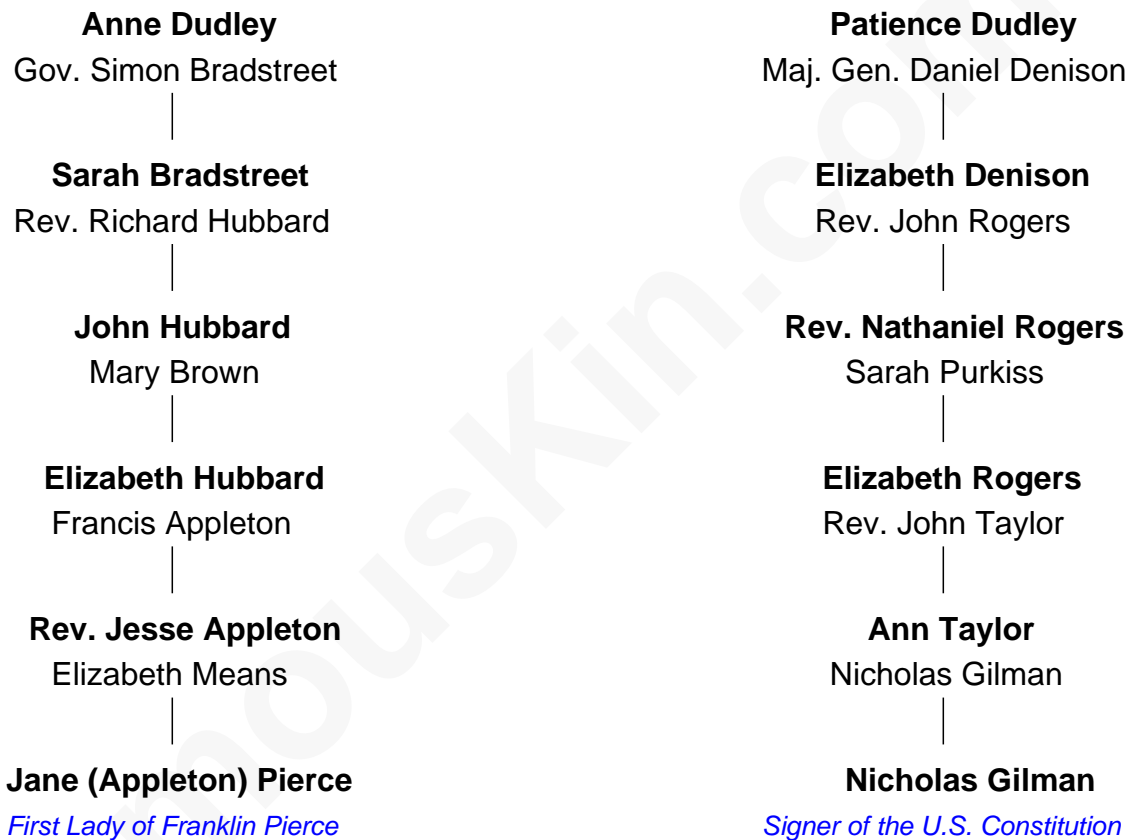 Anne Dudley
Gov. Simon Bradstreet
Sarah Bradstreet
Rev. Richard Hubbard
John Hubbard
Mary Brown
Elizabeth Hubbard
Francis Appleton
Rev. Jesse Appleton
Elizabeth Means
Jane (Appleton) Pierce
First Lady of Franklin Pierce
Patience Dudley
Maj. Gen. Daniel Denison
Elizabeth Denison
Rev. John Rogers
Rev. Nathaniel Rogers
Sarah Purkiss
Elizabeth Rogers
Rev. John Taylor
Ann Taylor
Nicholas Gilman
Nicholas Gilman
Signer of the U.S. Constitution
mousKin.com